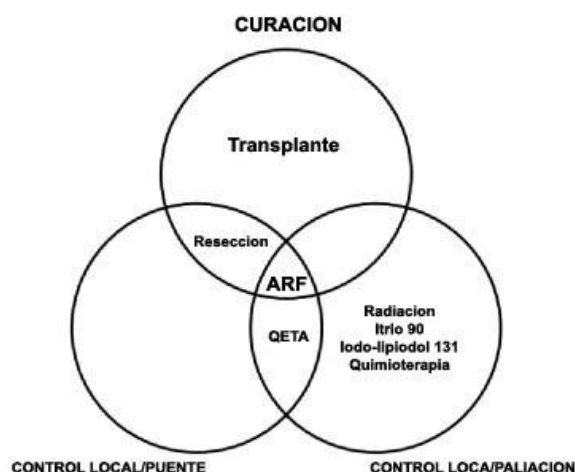 CURACION
Transplante
Reseccion
ARF
QETA
Radiacion
Itrio 90
Iodo-lipiodol 131
Quimioterapia
CONTROL LOCAL/PUENTE
CONTROL LOCA/PALIACION